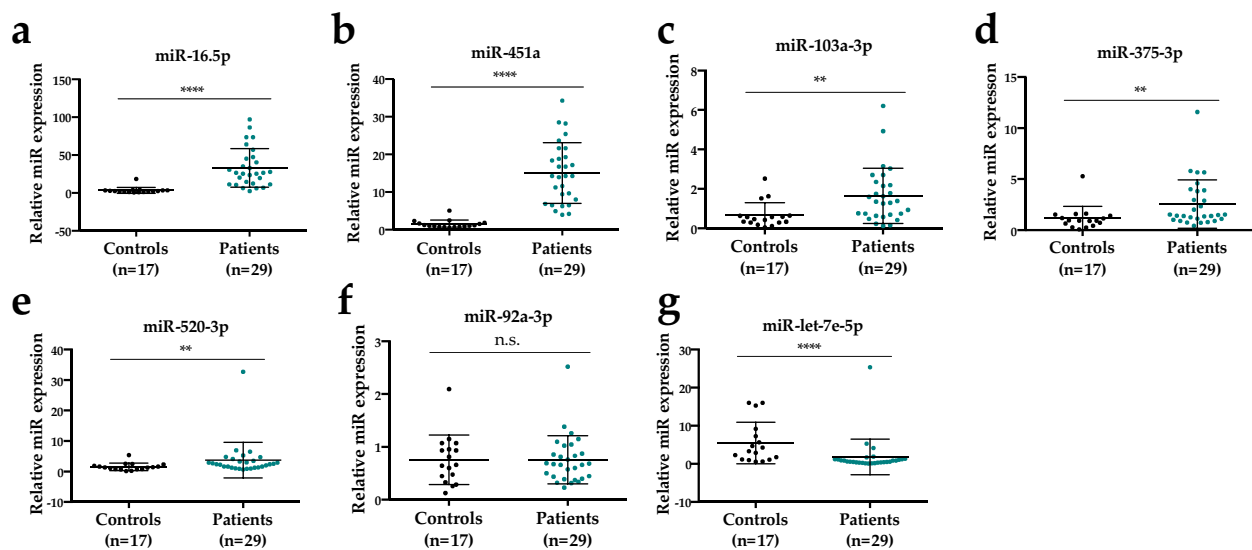 a
miR-16.5p
****
Relative miR expression
150
100
50
0
-50
Controls
(n=17)
Patients
(n=29)
b
miR-451a
****
Relative miR expression
40
30
20
10
0
Controls
(n=17)
Patients
(n=29)
c
miR-103a-3p
**
Relative miR expression
8
6
4
2
0
Controls
(n=17)
Patients
(n=29)
d
miR-375-3p
**
Relative miR expression
15
10
5
0
Controls
(n=17)
Patients
(n=29)
e
miR-520-3p
**
Relative miR expression
40
30
20
10
0
-10
Controls
(n=17)
Patients
(n=29)
f
miR-92a-3p
n.s.
Relative miR expression
3
2
1
0
Controls
(n=17)
Patients
(n=29)
g
miR-let-7e-5p
****
Relative miR expression
30
20
10
0
-10
Controls
(n=17)
Patients
(n=29)